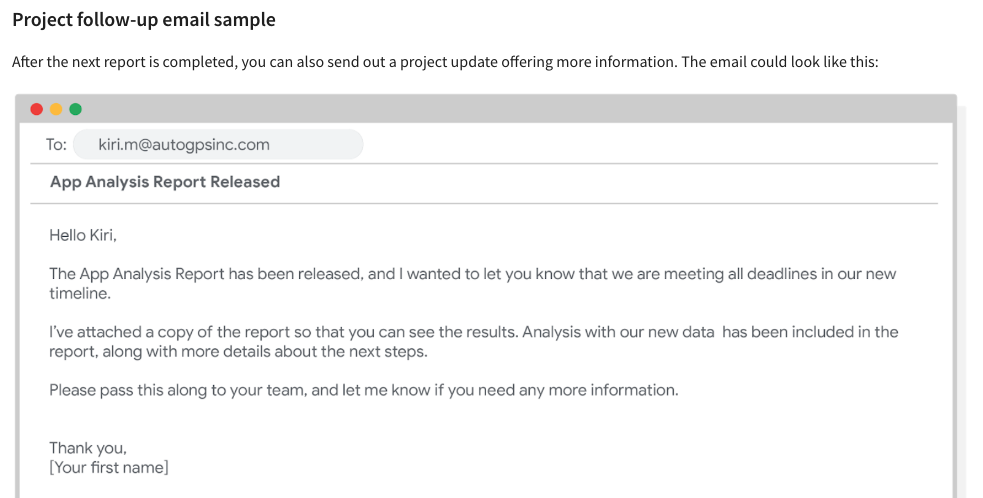 Project follow-up email sample
After the next report is completed, you can also send out a project update offering more information. The email could look like this:
To: kiri.m@autogpsinc.com
App Analysis Report Released
Hello Kiri,
The App Analysis Report has been released, and I wanted to let you know that we are meeting all deadlines in our new
timeline.
I've attached a copy of the report so that you can see the results. Analysis with our new data  has been included in the
report, along with more details about the next steps.
Please pass this along to your team, and let me know if you need any more information.
Thank you,
[Your first name]